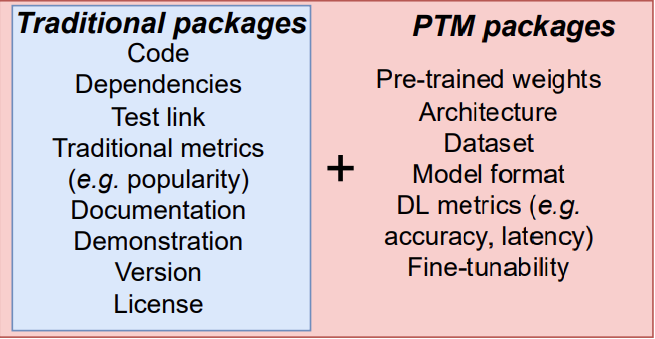 Traditional packages
Code
Dependencies
Test link
Traditional metrics
(e.g. popularity)
Documentation
Demonstration
Version
License
+
PTM packages
Pre-trained weights
Architecture
Dataset
Model format
DL metrics (e.g.
accuracy, latency)
Fine-tunability